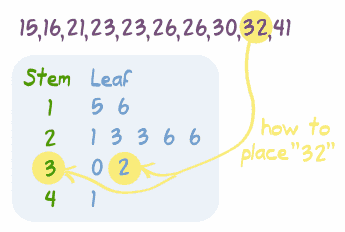 15,16,21,23,23,26,26,30,32,41
Stem Leaf
1 5 6
2 1 3 3 6 6
3 0 2
4 1
how to
place "32"